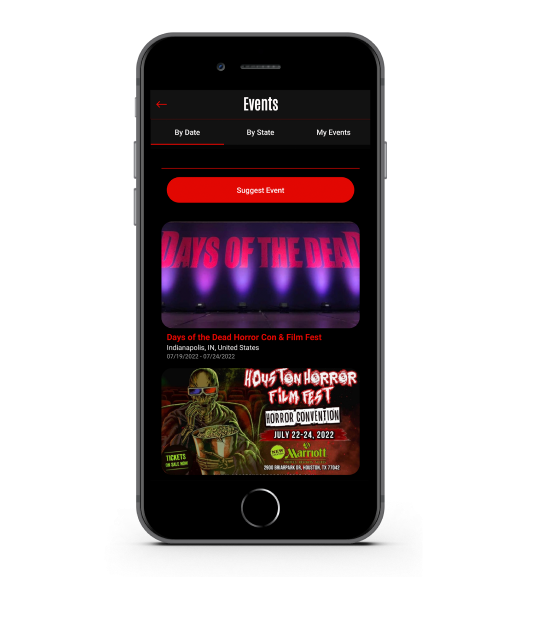 Events
By Date By State My Events
Suggest Event
DAYS OF THE DEAD
Days of the Dead Horror Con & Film Fest
Indianapolis, IN, United States
07/19/2022 - 07/24/2022
HOUSTON HORROR
FILM FEST
HORROR CONVENTION
JULY 22-24, 2022
NEW
Marriott
2900 BRIARPARK DR, HOUSTON, TX 77042
TICKETS
ON SALE NOW